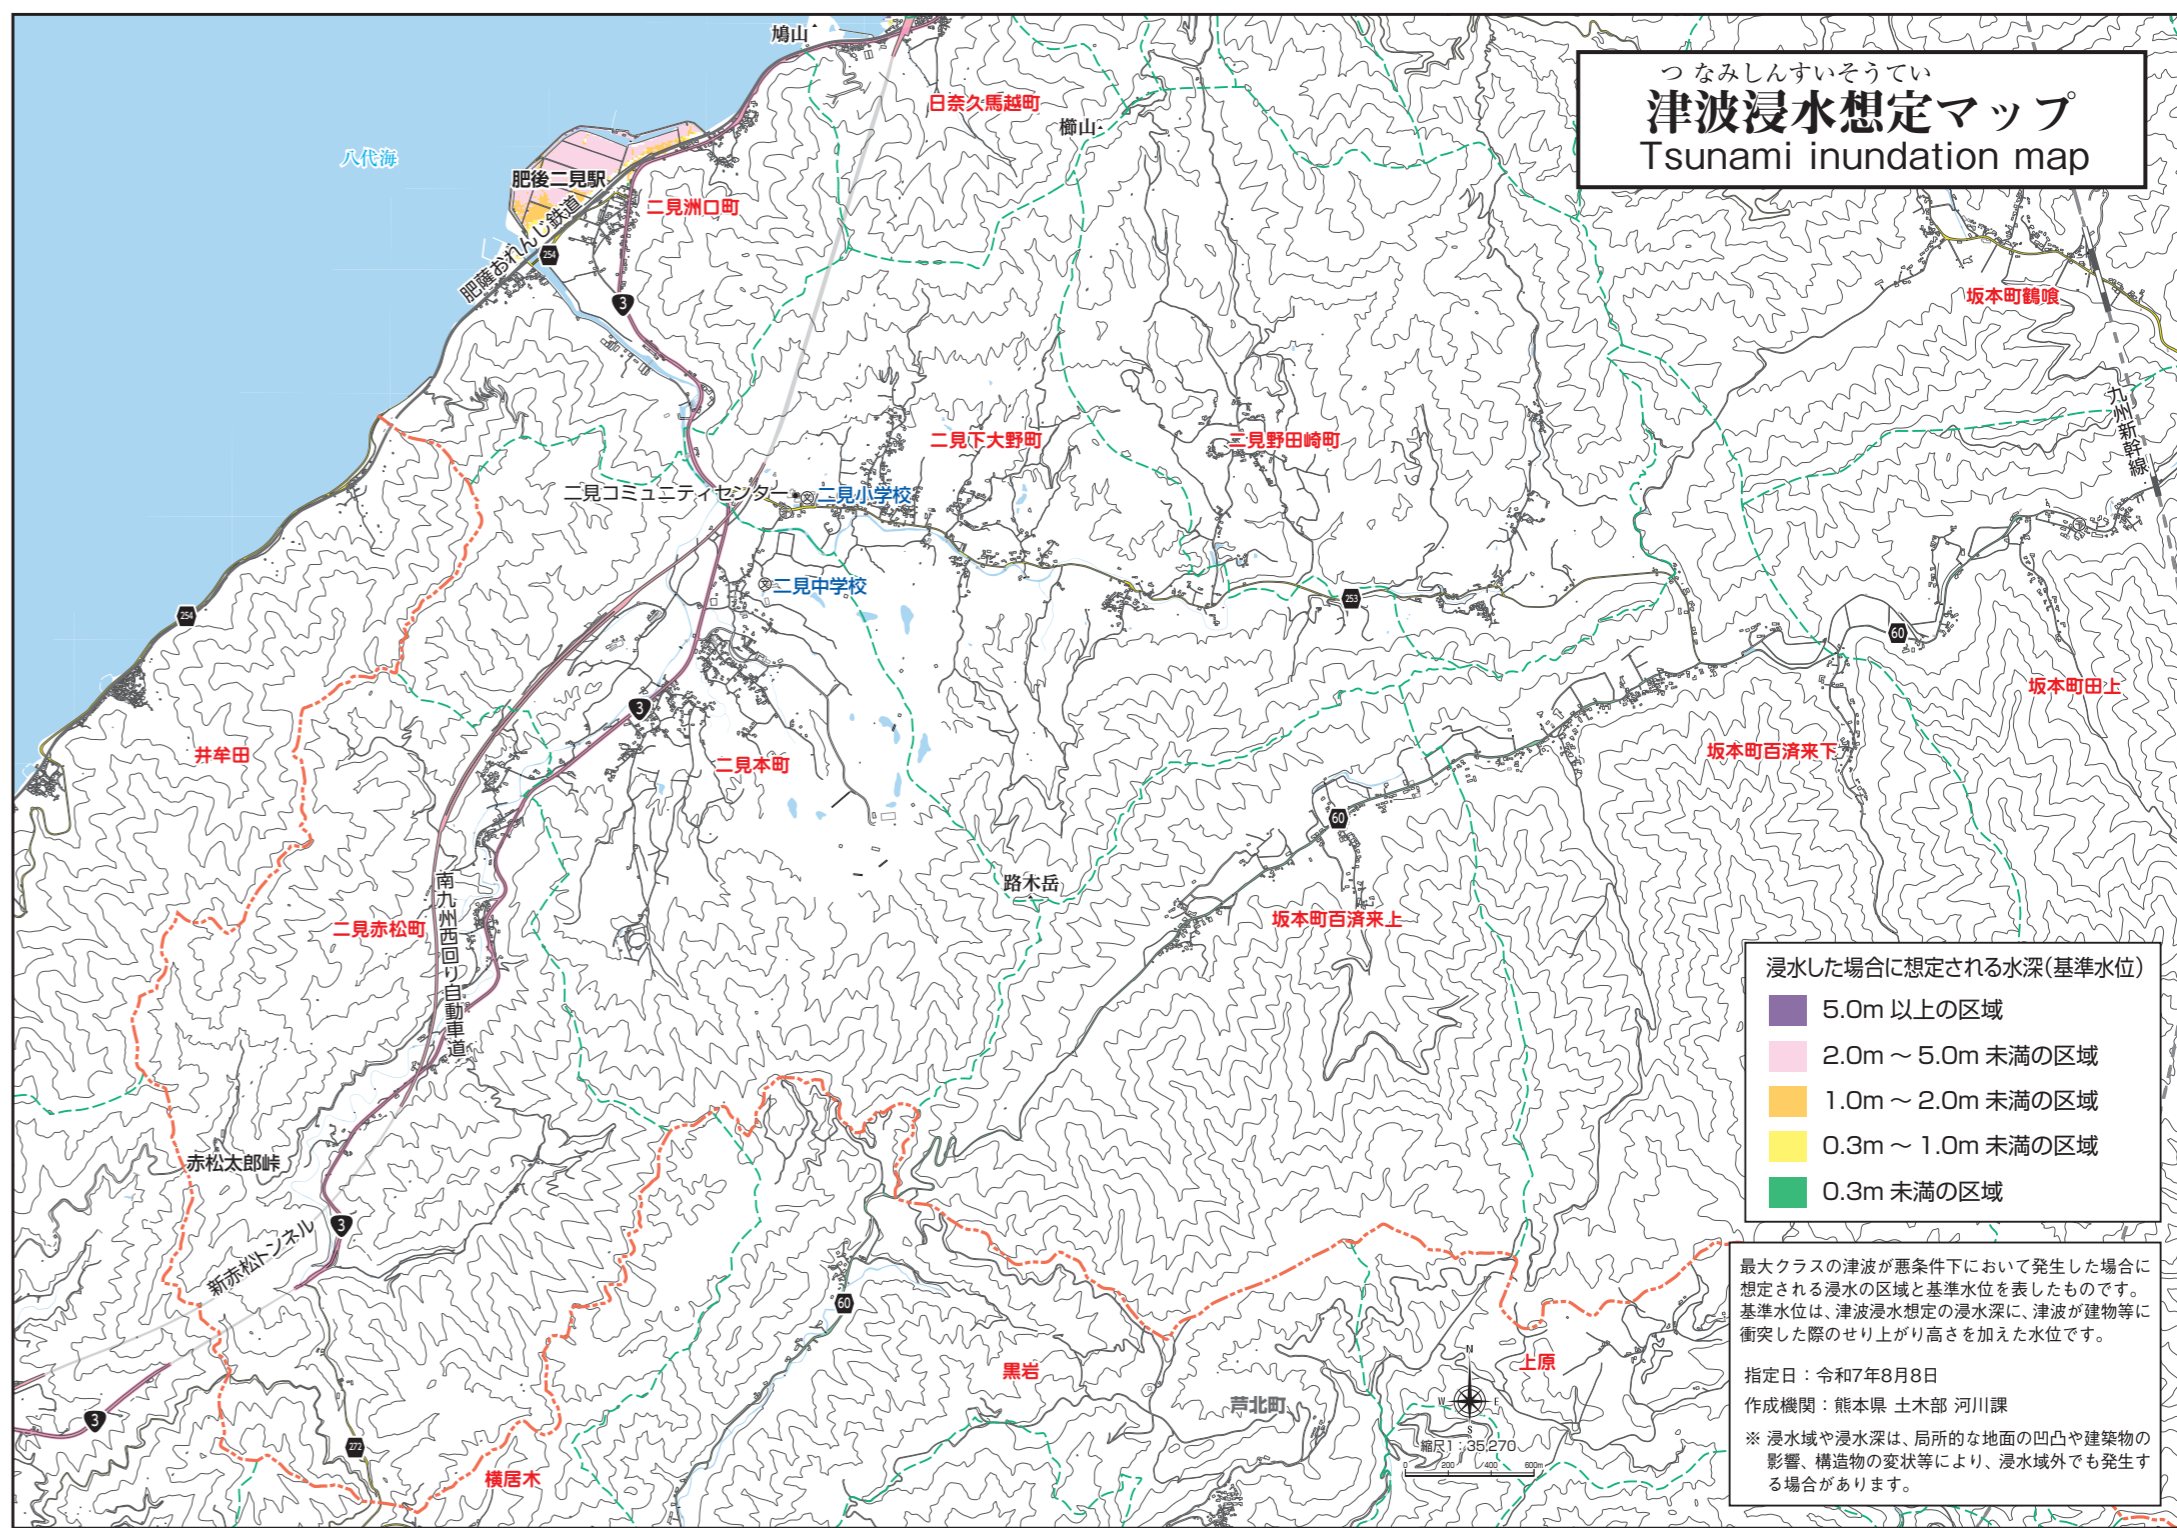 つ なみしんすいそうてい
津波浸水想定マップ
Tsunami inundation map
鳩山
日奈久馬越町
櫛山
八代海
肥後二見駅
二見洲口町
肥薩おれんじ鉄道
254
3
坂本町鶴喰
九州新幹線
二見下大野町
二見野田崎町
二見コミュニティセンター
二見小学校
二見中学校
254
253
60
3
坂本町田上
井牟田
二見本町
坂本町百済来下
60
路木岳
坂本町百済来上
二見赤松町
南九州西回り自動車道
赤松太郎峠
新赤松トンネル
3
60
3
272
黒岩
上原
芦北町
横居木
N
W
E
S
縮尺1：35,270
0 200 400 600m
浸水した場合に想定される水深（基準水位）
5.0m 以上の区域
2.0m ～ 5.0m 未満の区域
1.0m ～ 2.0m 未満の区域
0.3m ～ 1.0m 未満の区域
0.3m 未満の区域
最大クラスの津波が悪条件下において発生した場合に
想定される浸水の区域と基準水位を表したものです。
基準水位は、津波浸水想定の浸水深に、津波が建物等に
衝突した際のせり上がり高さを加えた水位です。
指定日：令和7年8月8日
作成機関：熊本県 土木部 河川課
※ 浸水域や浸水深は、局所的な地面の凹凸や建築物の
影響、構造物の変状等により、浸水域外でも発生す
る場合があります。